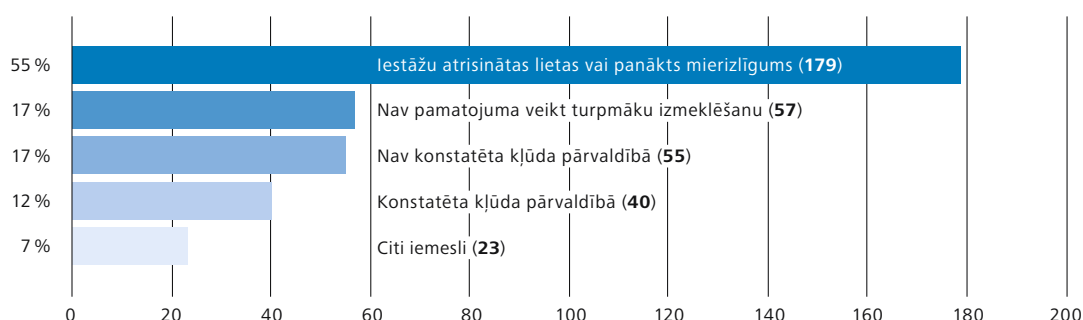 55 % Iestāžu atrisinātas lietas vai panākts mierizlīgums (179)
17 % Nav pamatojuma veikt turpmāku izmeklēšanu (57)
17 % Nav konstatēta kļūda pārvaldībā (55)
12 % Konstatēta kļūda pārvaldībā (40)
7 % Citi iemesli (23)
0 20 40 60 80 100 120 140 160 180 200